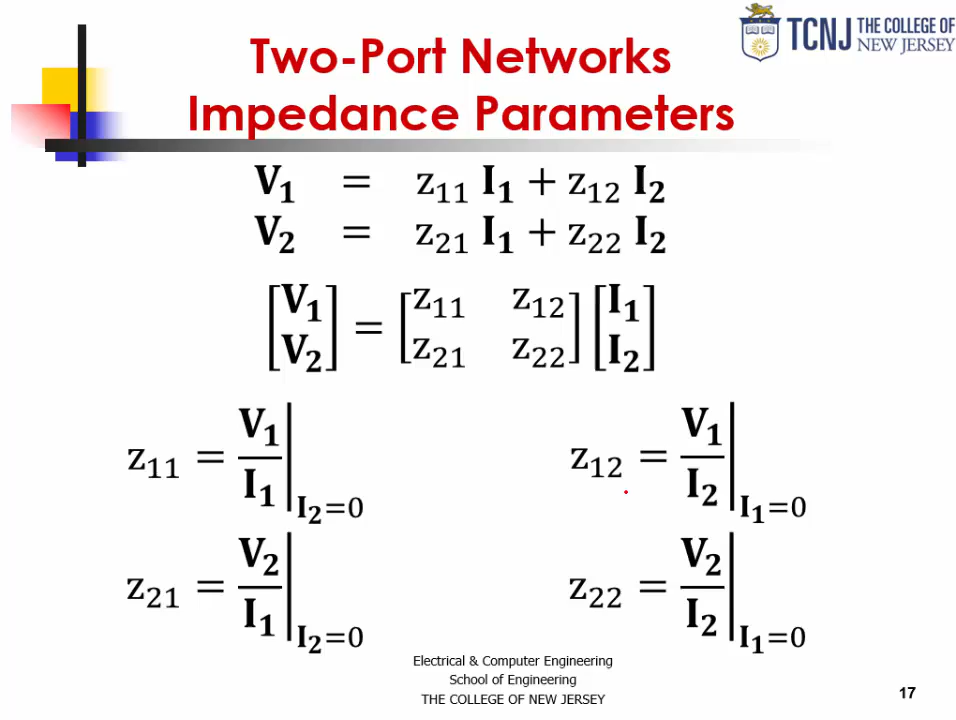 TCNJ THE COLLEGE OF
NEW JERSEY
Two-Port Networks
Impedance Parameters
V₁ = z₁₁ I₁ + z₁₂ I₂
V₂ = z₂₁ I₁ + z₂₂ I₂
[V₁ V₂] = [z₁₁ z₁₂ z₂₁ z₂₂] [I₁ I₂]
z₁₁ = V₁/I₁ |I₂=0
z₁₂ = V₁/I₂ |I₁=0
z₂₁ = V₂/I₁ |I₂=0
z₂₂ = V₂/I₂ |I₁=0
Electrical & Computer Engineering
School of Engineering
THE COLLEGE OF NEW JERSEY
17